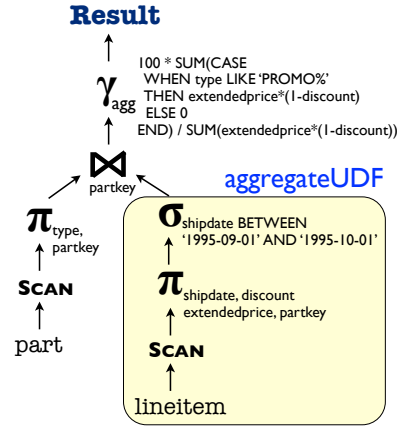 Result
γagg
100 * SUM(CASE
WHEN type LIKE ‘PROMO%’
THEN extendedprice*(1-discount)
ELSE 0
END) / SUM(extendedprice*(1-discount))
⋈
partkey
aggregateUDF
πtype,
partkey
σshipdate BETWEEN
‘1995-09-01’ AND ‘1995-10-01’
SCAN
πshipdate, discount
extendedprice, partkey
part
SCAN
lineitem